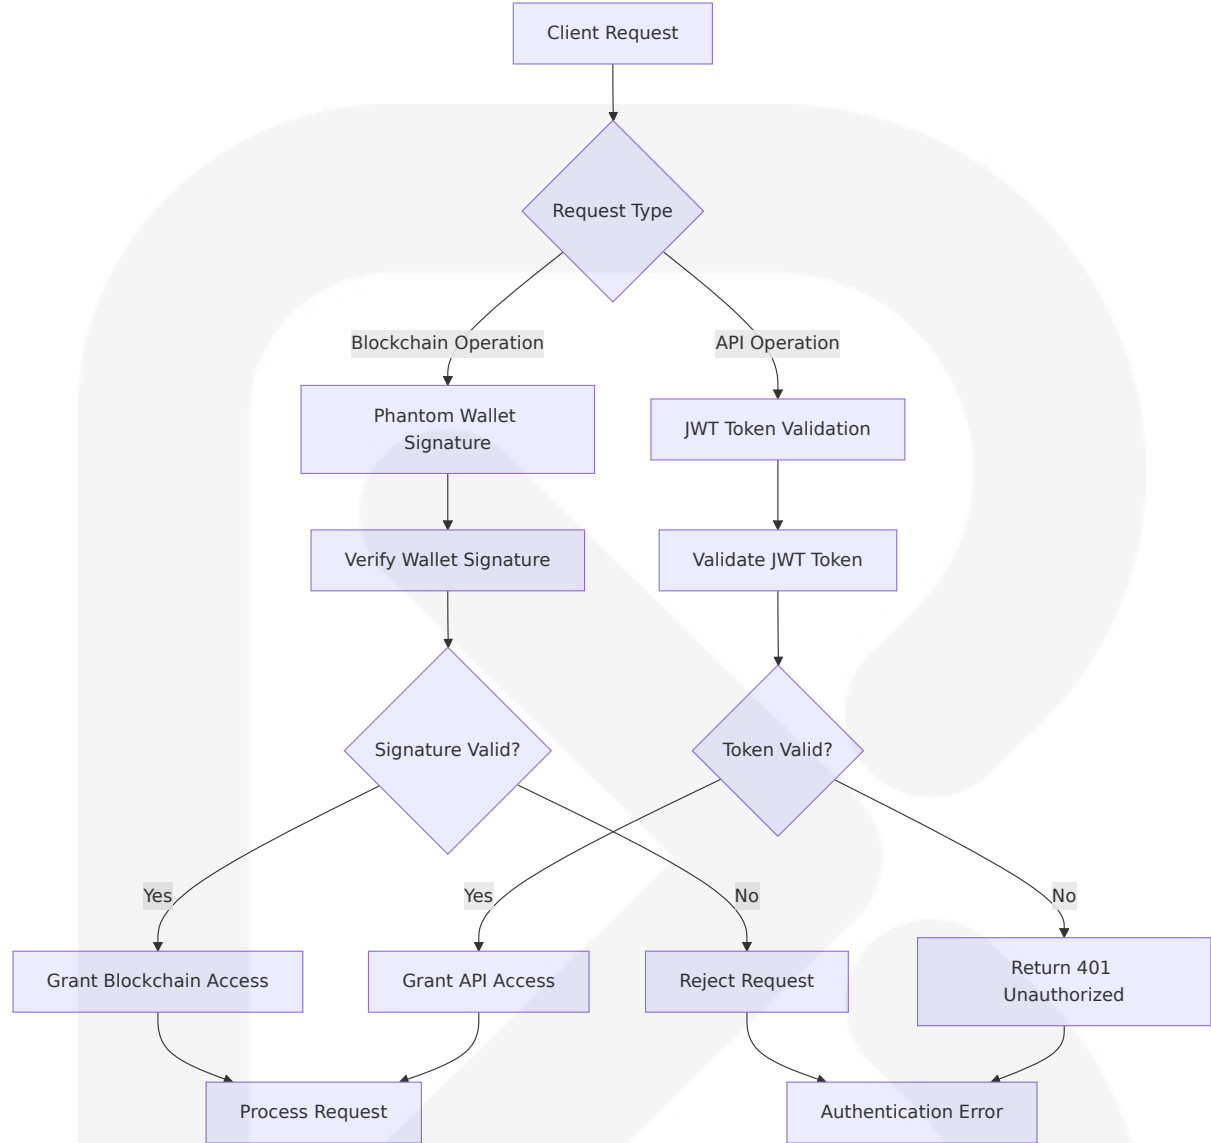 Client Request
Request Type
Blockchain Operation
API Operation
Phantom Wallet
Signature
JWT Token Validation
Verify Wallet Signature
Validate JWT Token
Signature Valid?
Token Valid?
Yes
Yes
No
No
Grant Blockchain Access
Grant API Access
Reject Request
Return 401
Unauthorized
Process Request
Authentication Error